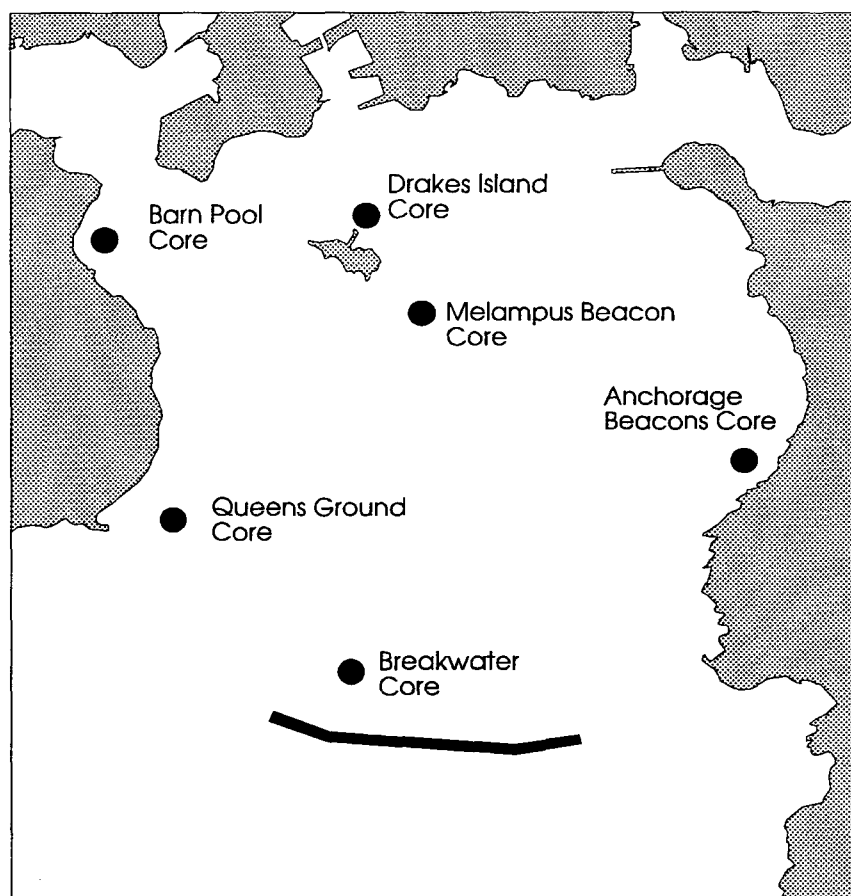 Drakes Island
Core
Barn Pool
Core
Melampus Beacon
Core
Anchorage
Beacons Core
Queens Ground
Core
Breakwater
Core